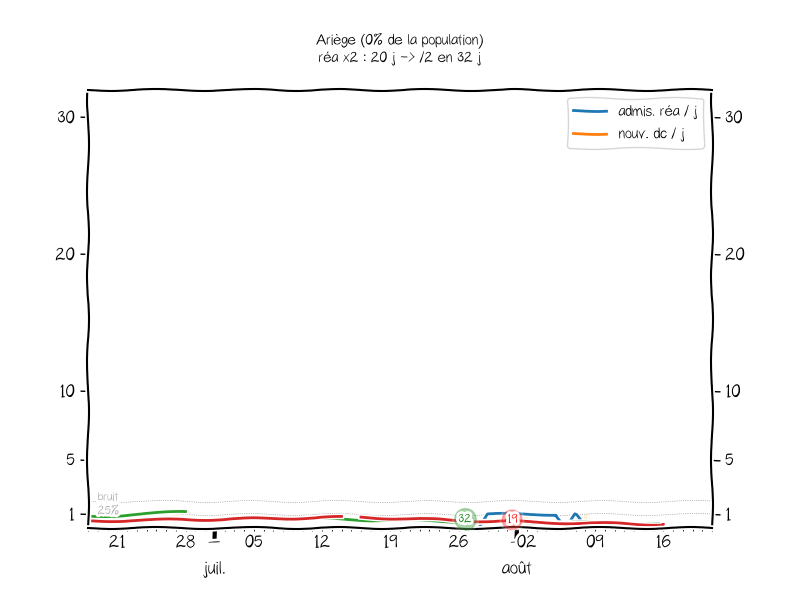 Ariège (0% de la population)
réa x2 : 20 j -> /2 en 32 j
admis. réa / j
nouv. dc / j
30
30
20
20
10
10
5
5
bruit
25%
1
1
32
19
21 28 05 12 19 26 02 09 16
juil. août